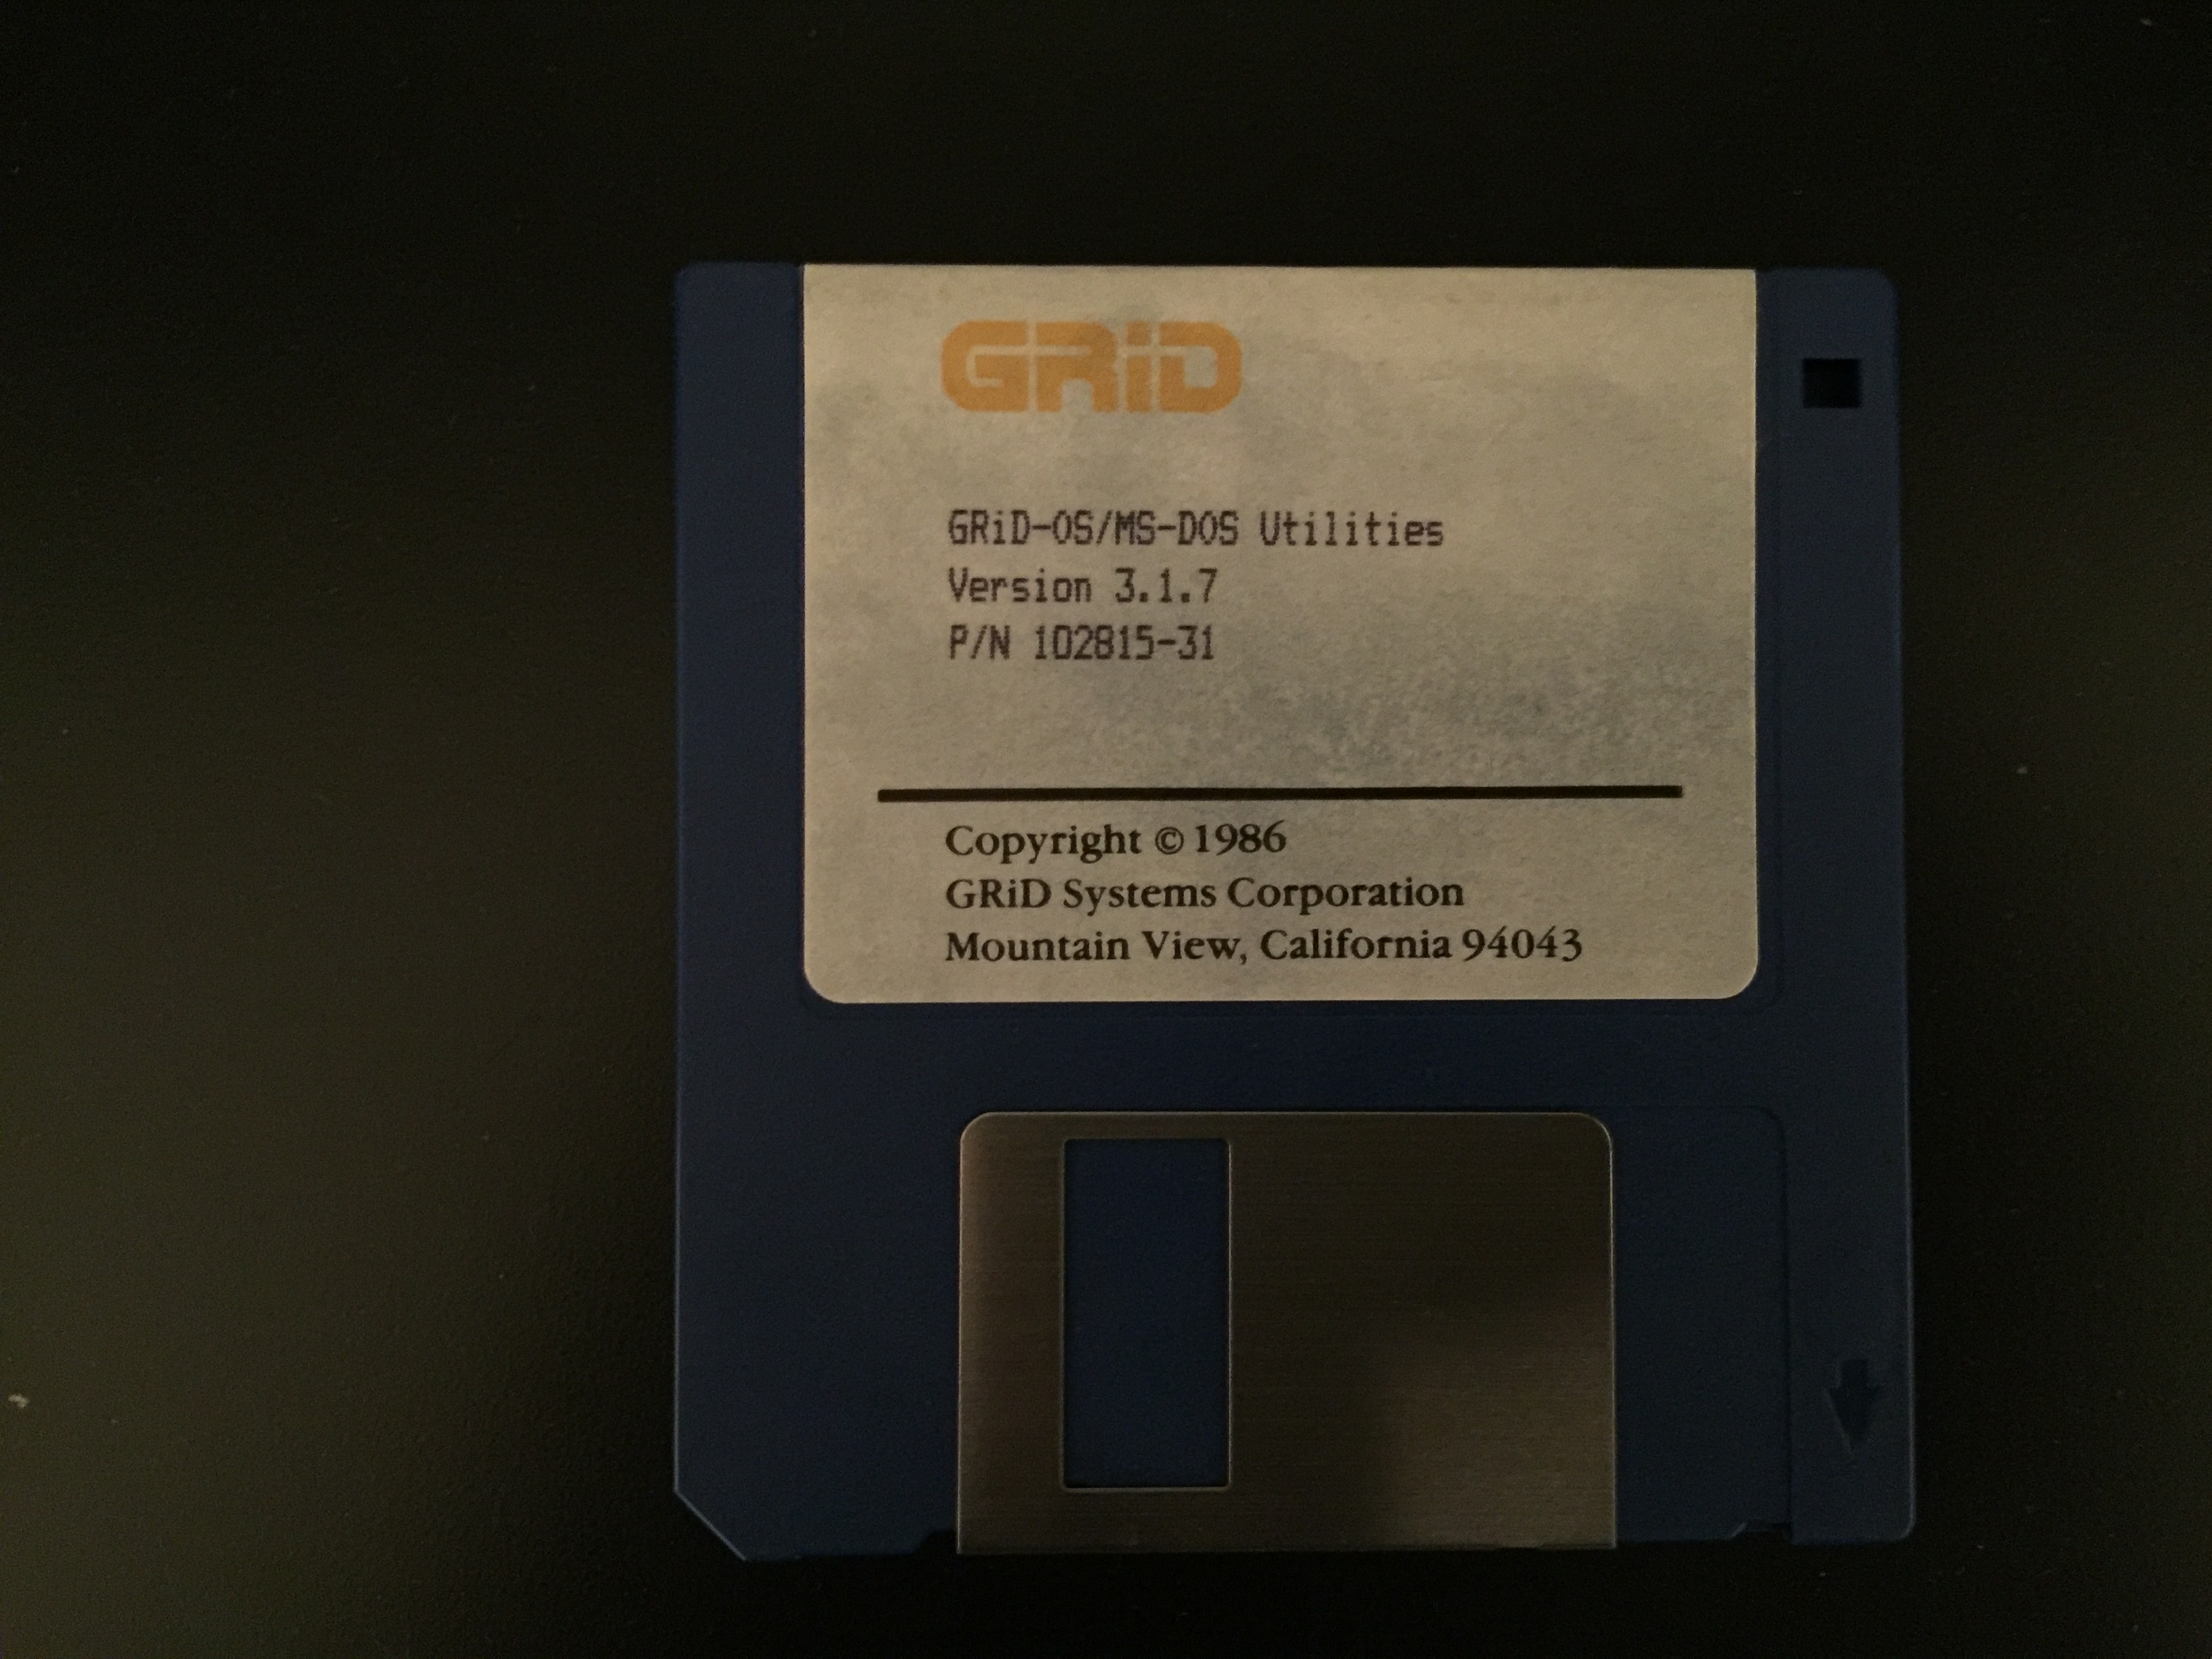 GRiD
GRiD-OS/MS-DOS Utilities
Version 3.1.7
P/N 102815-31
Copyright © 1986
GRiD Systems Corporation
Mountain View, California 94043